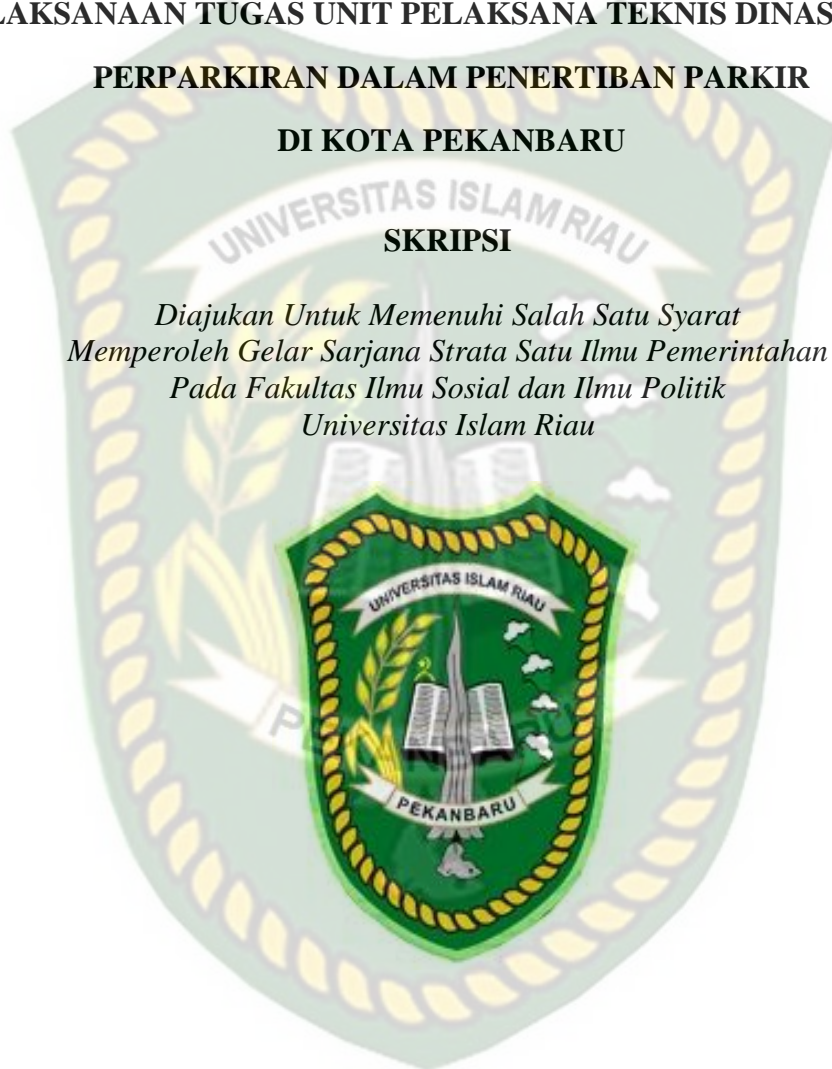 LAKSANAAN TUGAS UNIT PELAKSANA TEKNIS DINAS
PERPARKIRAN DALAM PENERTIBAN PARKIR
DI KOTA PEKANBARU
UNIVERSITAS ISLAM RIAU
SKRIPSI
Diajukan Untuk Memenuhi Salah Satu Syarat
Memperoleh Gelar Sarjana Strata Satu Ilmu Pemerintahan
Pada Fakultas Ilmu Sosial dan Ilmu Politik
Universitas Islam Riau
UNIVERSITAS ISLAM RIAU
PEKANBARU
PEKANBARU